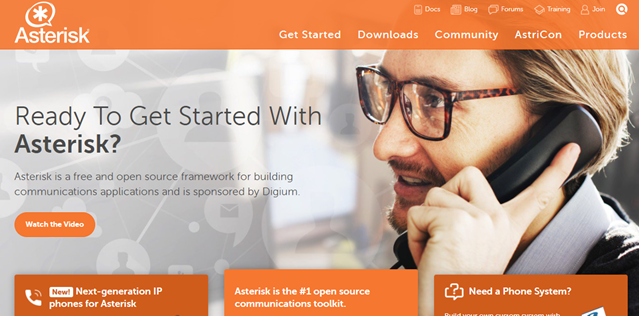 Docs Blog Forums Training Join
Asterisk
Get Started Downloads Community AstriCon Products
Ready To Get Started With
Asterisk?
Asterisk is a free and open source framework for building
communications applications and is sponsored by Digium.
Watch the Video
New! Next-generation IP
phones for Asterisk
Asterisk is the #1 open source
communications toolkit.
Need a Phone System?